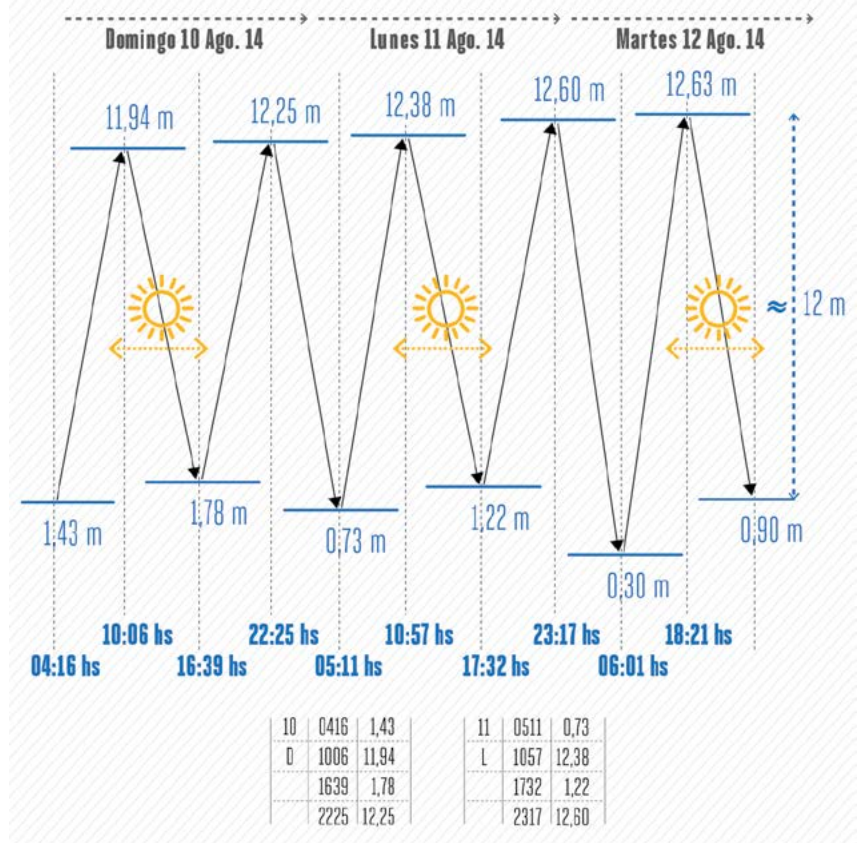 Domingo 10 Ago. 14
Lunes 11 Ago. 14
Martes 12 Ago. 14
11,94 m
12,25 m
12,38 m
12,60 m
12,63 m
≈ 12 m
1,43 m
1,78 m
0,73 m
1,22 m
0,30 m
0,90 m
10:06 hs
22:25 hs
10:57 hs
23:17 hs
18:21 hs
04:16 hs
16:39 hs
05:11 hs
17:32 hs
06:01 hs
10 0416 1,43
D 1006 11,94
1639 1,78
2225 12,25
11 0511 0,73
L 1057 12,38
1732 1,22
2317 12,60